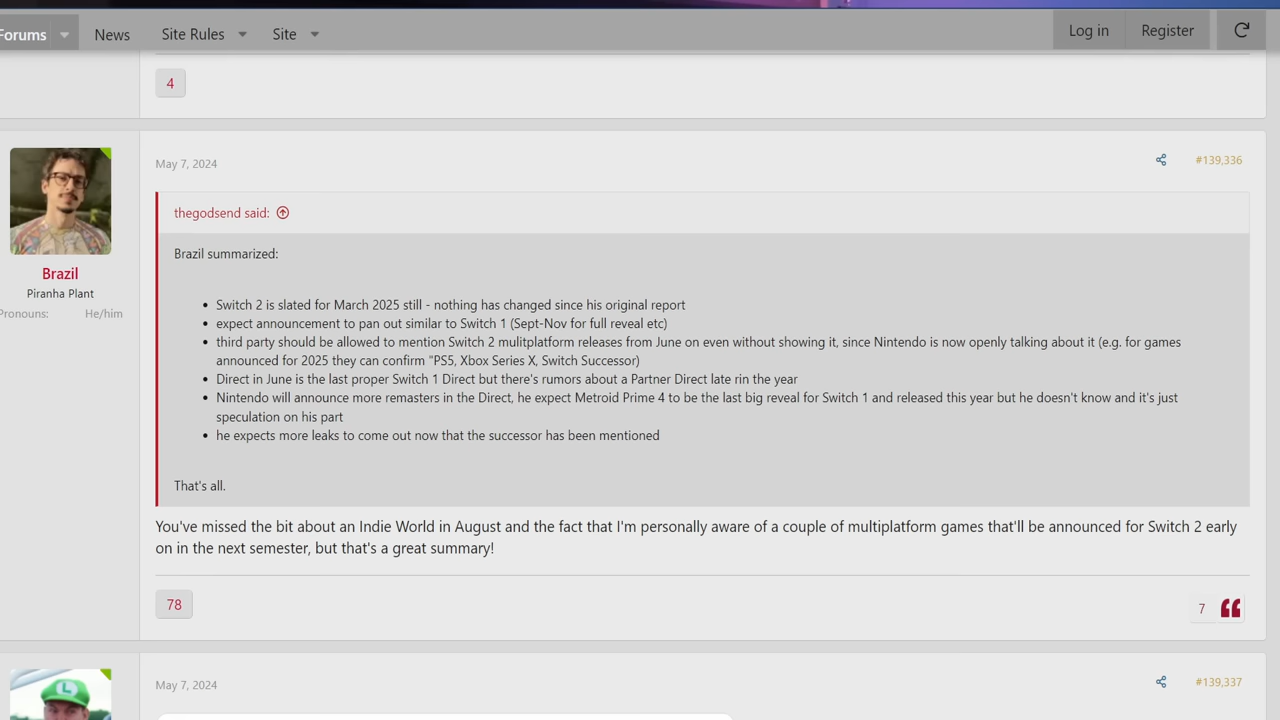 Forums
News
Site Rules
Site
Log in
Register
4
May 7, 2024
#139,336
thegodsend said:
Brazil summarized:
Switch 2 is slated for March 2025 still - nothing has changed since his original report
expect announcement to pan out similar to Switch 1 (Sept-Nov for full reveal etc)
third party should be allowed to mention Switch 2 mulitplatform releases from June on even without showing it, since Nintendo is now openly talking about it (e.g. for games
announced for 2025 they can confirm "PS5, Xbox Series X, Switch Successor)
Direct in June is the last proper Switch 1 Direct but there's rumors about a Partner Direct late rin the year
Nintendo will announce more remasters in the Direct, he expect Metroid Prime 4 to be the last big reveal for Switch 1 and released this year but he doesn't know and it's just
speculation on his part
he expects more leaks to come out now that the successor has been mentioned
That's all.
Brazil
Piranha Plant
Pronouns: He/him
You've missed the bit about an Indie World in August and the fact that I'm personally aware of a couple of multiplatform games that'll be announced for Switch 2 early
on in the next semester, but that's a great summary!
78
7
May 7, 2024
#139,337
L